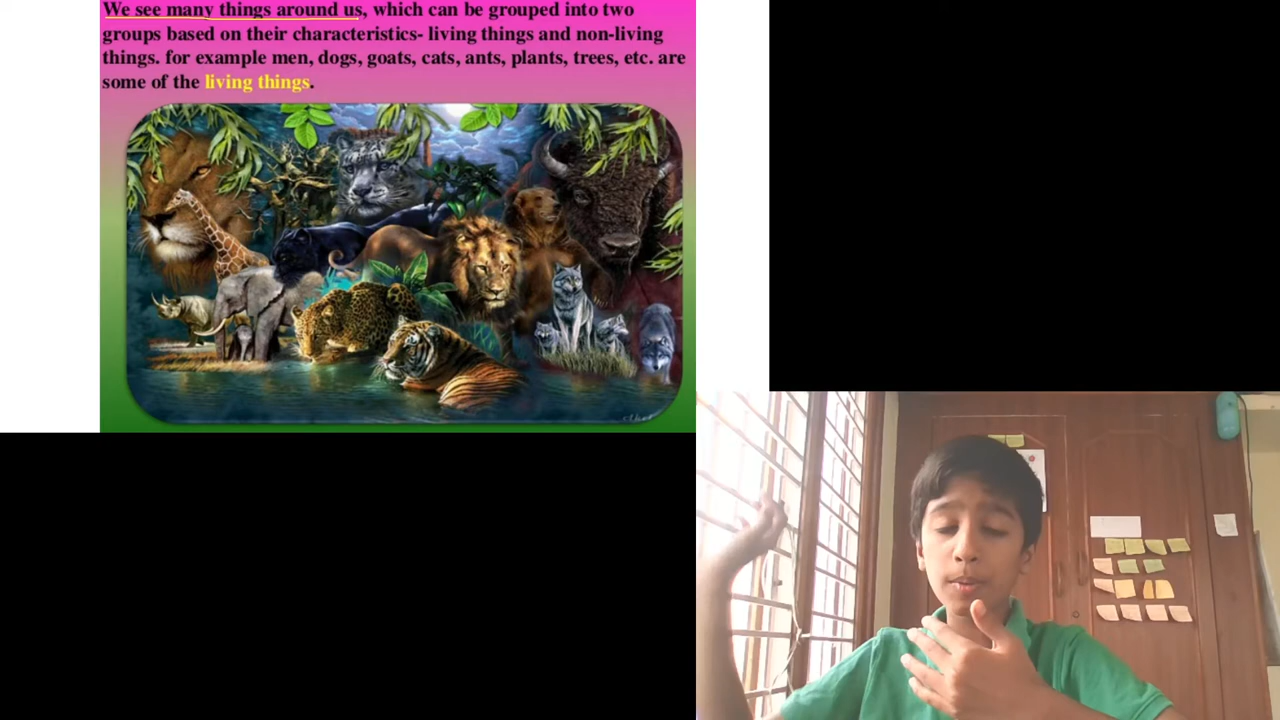 We see many things around us, which can be grouped into two
groups based on their characteristics- living things and non-living
things. for example men, dogs, goats, cats, ants, plants, trees, etc. are
some of the living things.